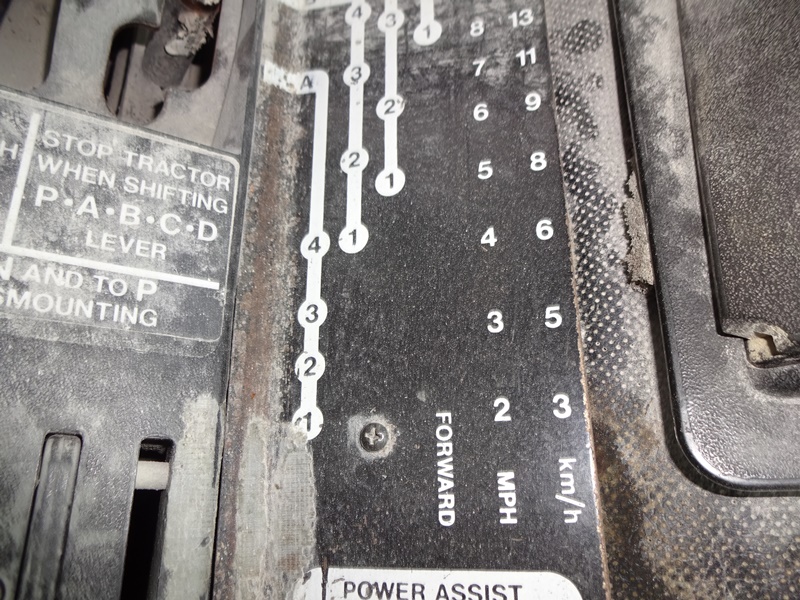 STOP TRACTOR
WHEN SHIFTING
P•A•B•C•D
LEVER
AND TO P
SMOUNTING
4 3 1 8 13
A 3 7 11
2 6 9
2 1 5 8
4 1 4 6
3 3 5
2
1 2 3
FORWARD
MPH
km/h
POWER ASSIST